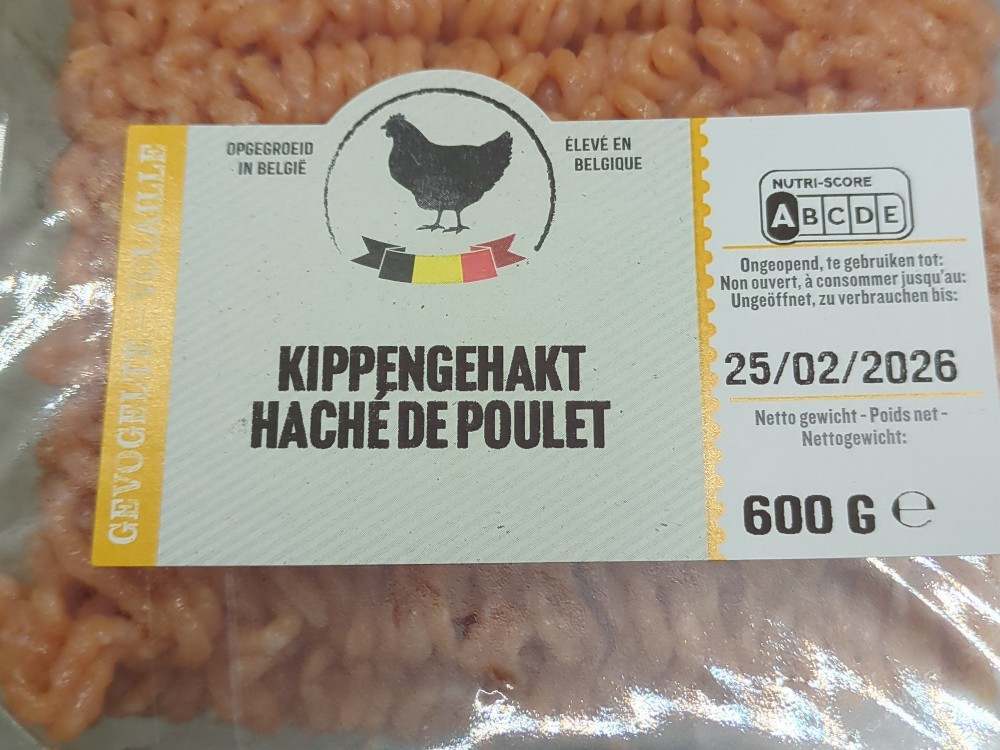 GEVOGELTE - VOLAILLE
OPGEGROEID
IN BELGIË
ÉLEVÉ EN
BELGIQUE
KIPPENGEHAKT
HACHÉ DE POULET
NUTRI-SCORE
A B C D E
Ongeopend, te gebruiken tot:
Non ouvert, à consommer jusqu'au:
Ungeöffnet, zu verbrauchen bis:
25/02/2026
Netto gewicht - Poids net -
Nettogewicht:
600 G ℮